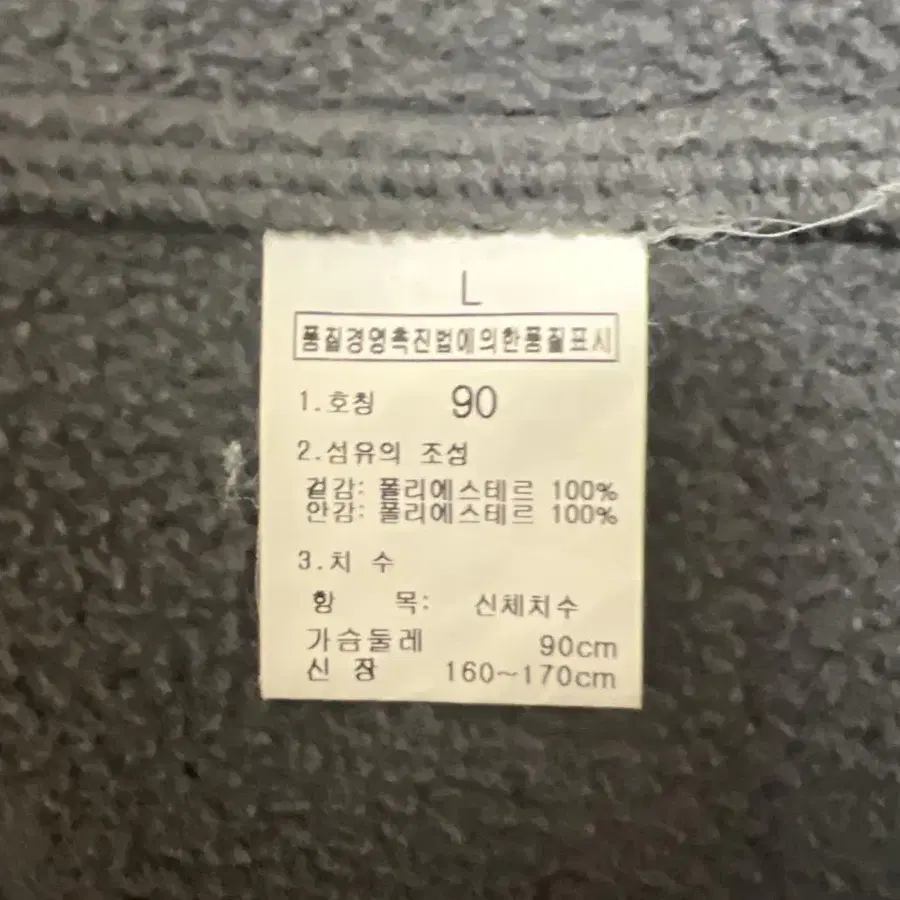 L
품질경영촉진법에의한품질표시
1.호칭 90
2.섬유의 조성
겉감: 폴리에스테르 100%
안감: 폴리에스테르 100%
3.치 수
항 목: 신체치수
가슴둘레 90cm
신 장 160~170cm